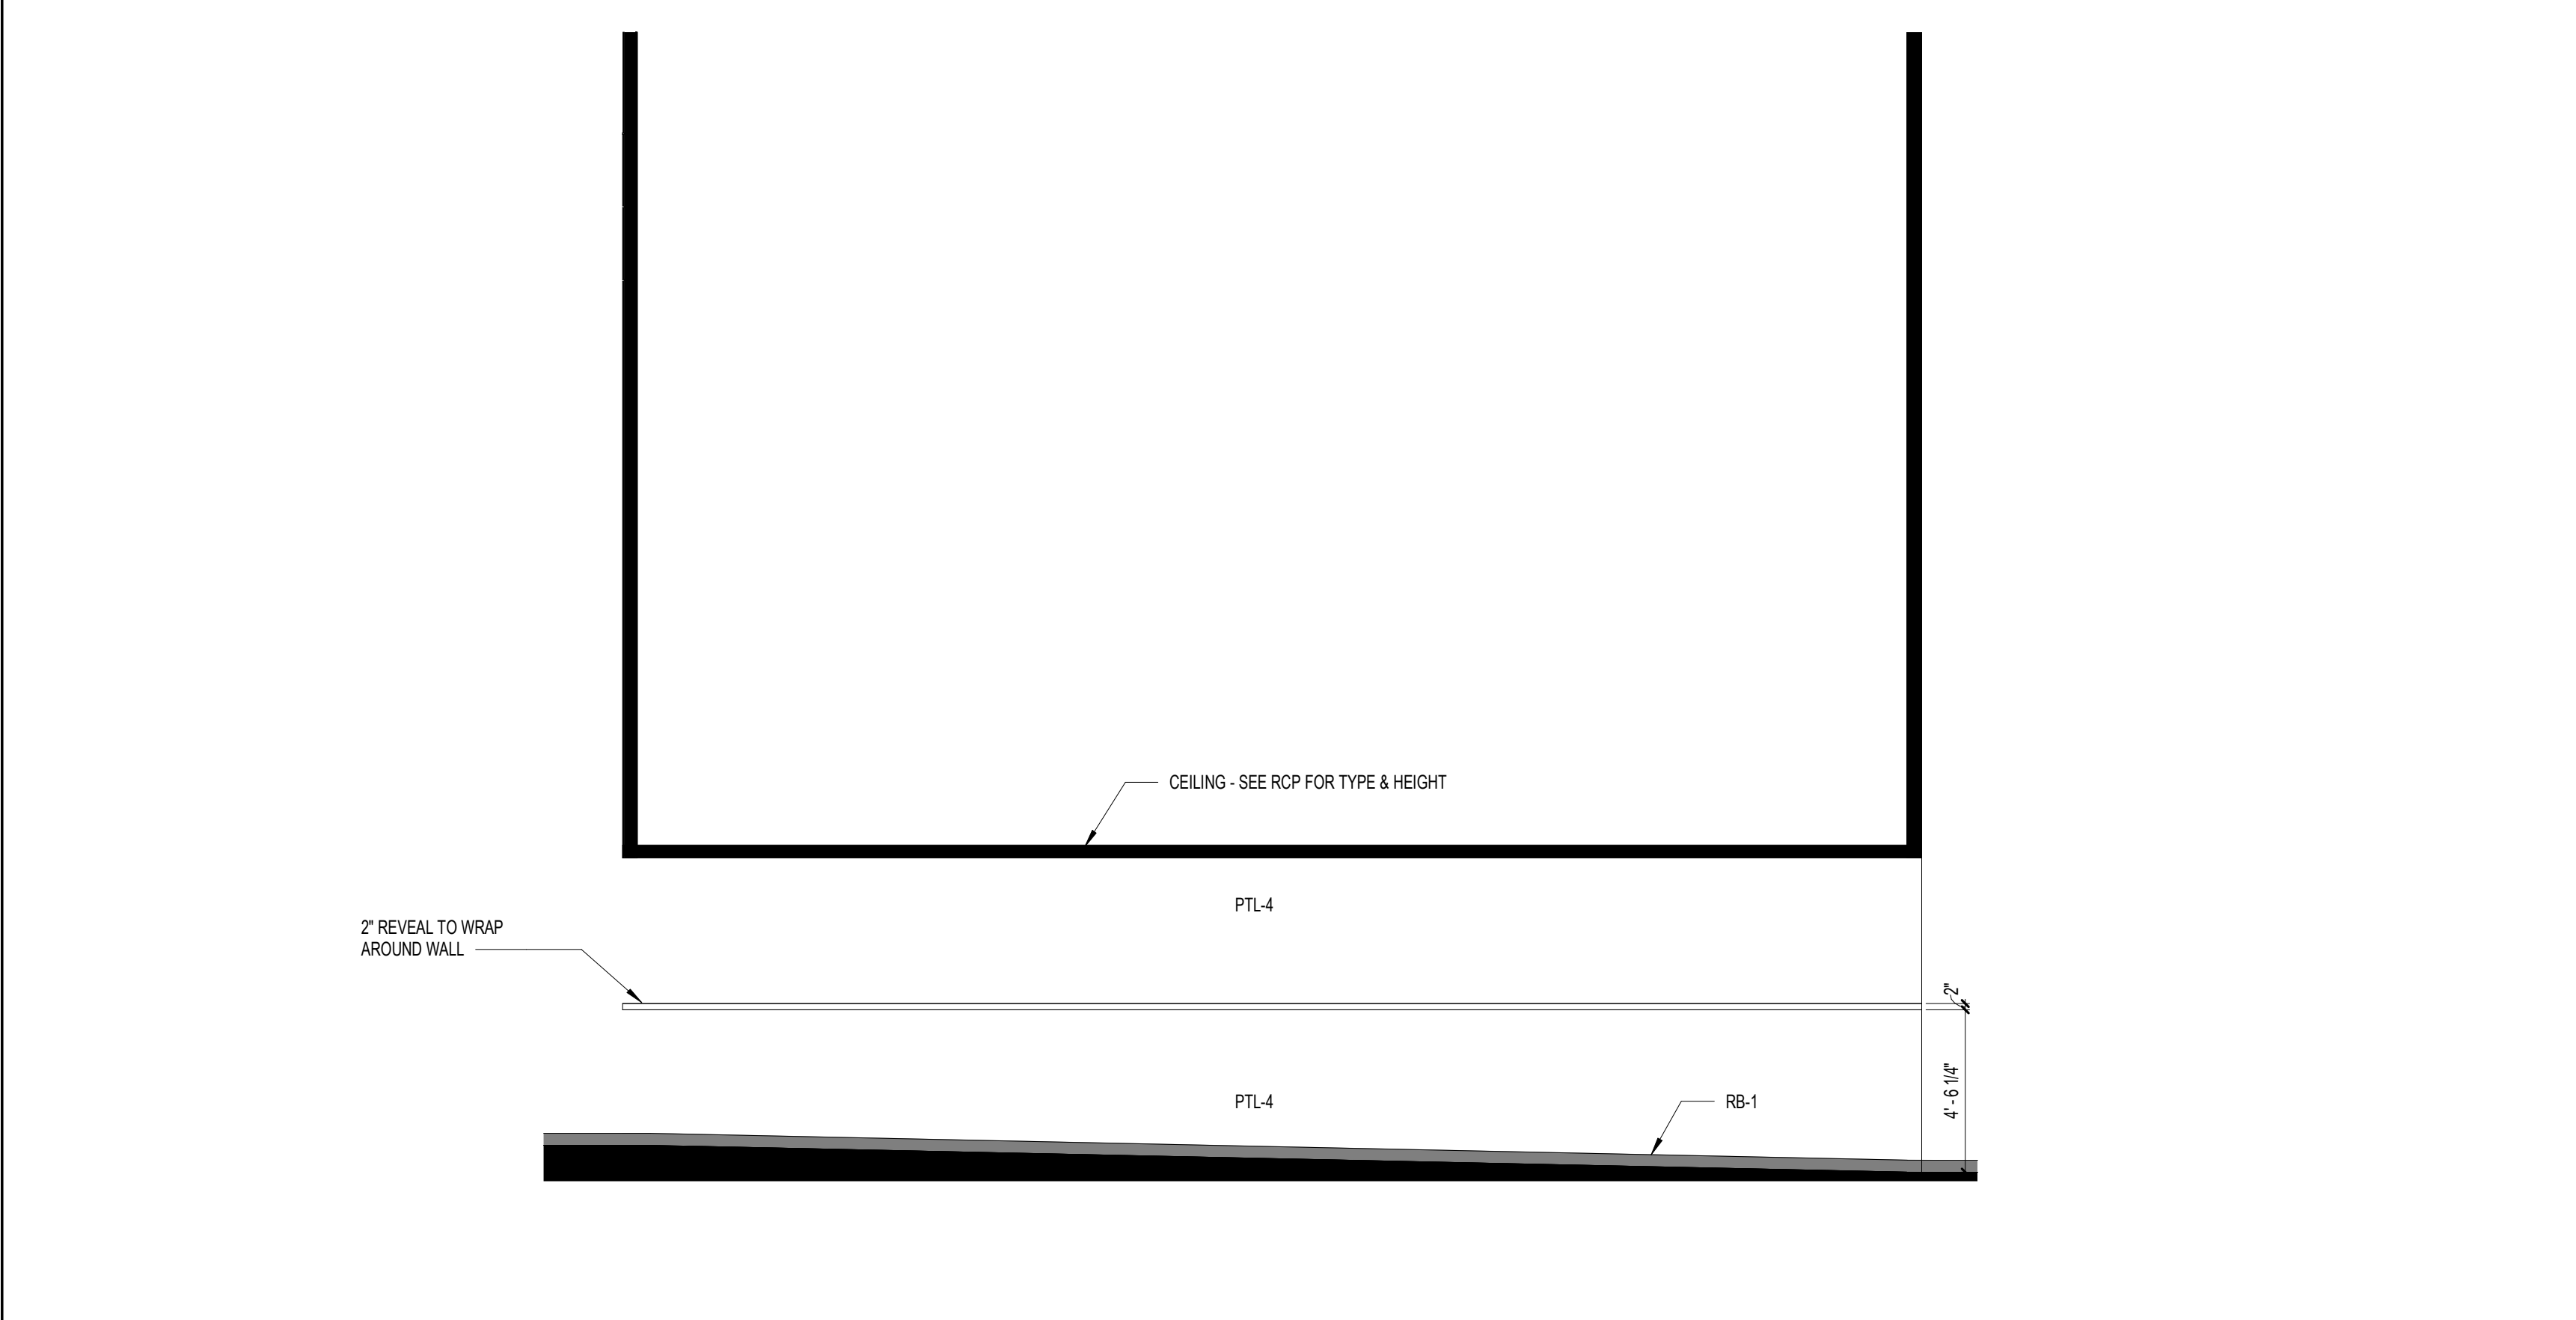 CEILING - SEE RCP FOR TYPE & HEIGHT
PTL-4
2" REVEAL TO WRAP
AROUND WALL
2"
4' - 6 1/4"
PTL-4
RB-1